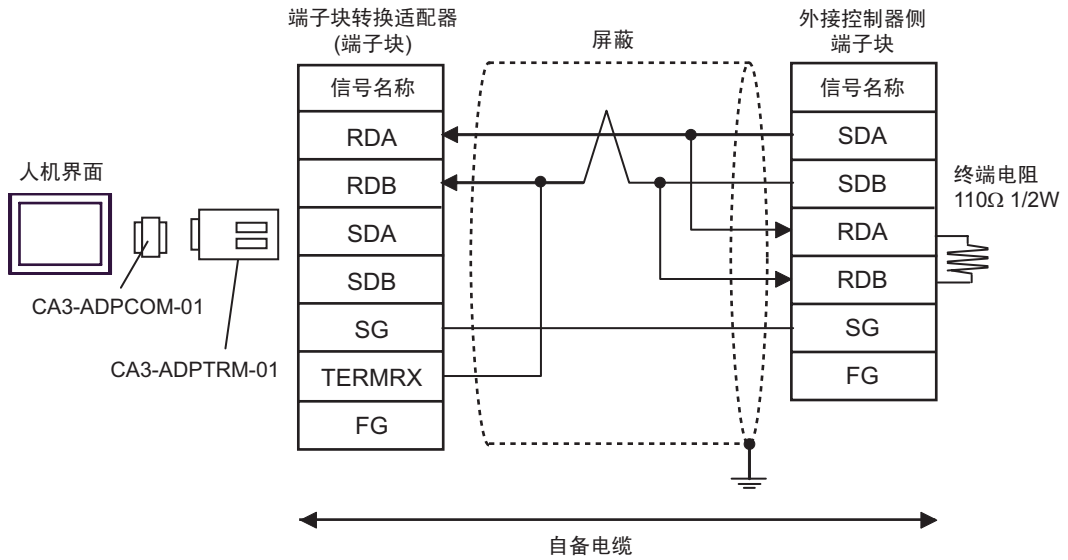 端子块转换适配器
(端子块)
屏蔽
外接控制器侧
端子块
信号名称
信号名称
RDA
SDA
人机界面
RDB
SDB
终端电阻
110Ω 1/2W
SDA
RDA
SDB
RDB
CA3-ADPCOM-01
SG
SG
CA3-ADPTRM-01
TERMRX
FG
FG
自备电缆